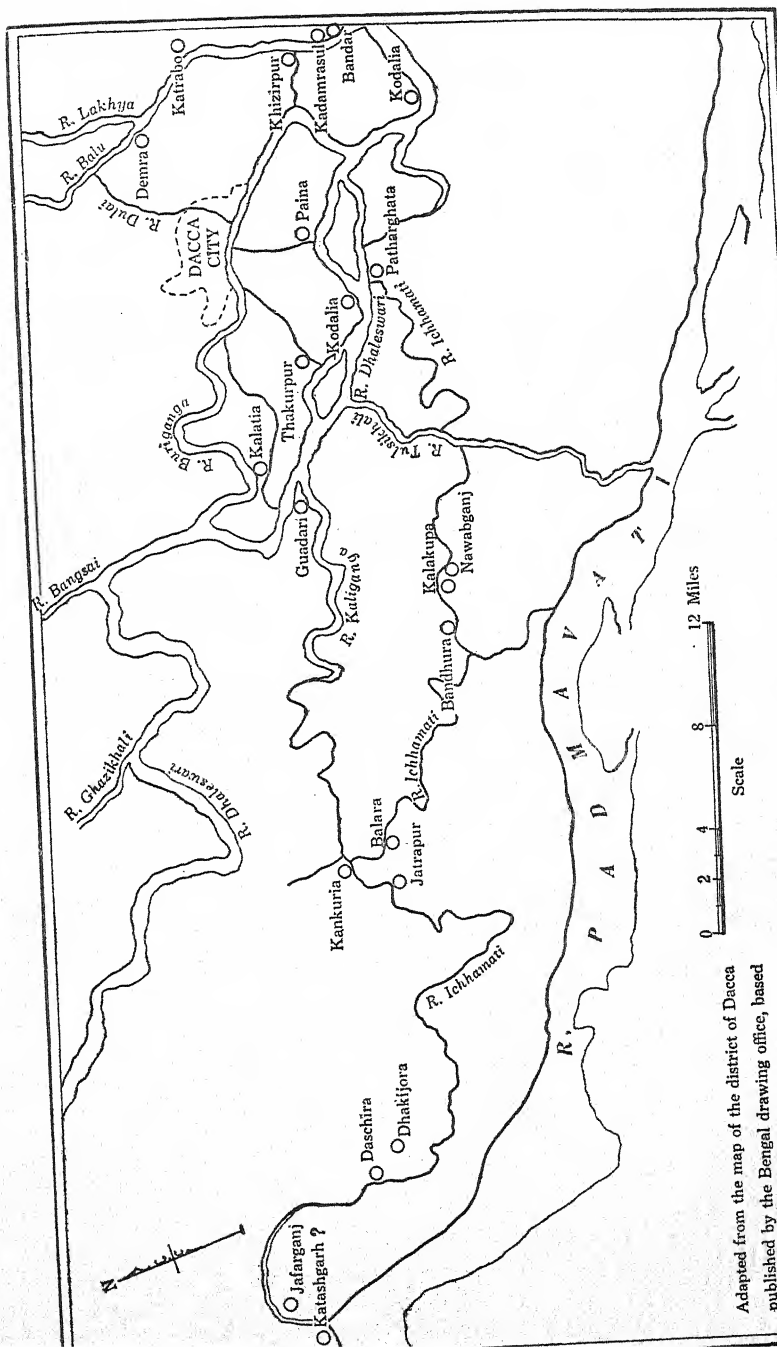 R. Lakhya
R. Balu
Katrabo
Demra
R. Dulai
DACCA
CITY
Khizirpur
Kadamrasul
Bandar
Kodalia
Paina
Patharghata
Kodalia
R. Dhaleswari
R. Ichhamati
Thakurpur
R. Buriganga
Kalatia
R. Tulsikhali
R. Bangsai
Guadari
R. Kaliganga
Kalakupa
Nawabganj
Bandhura
R. Ichhamati
R. Ghazikhali
R. Dhaleswari
Balara
Jatrapur
Kankuria
R. Ichhamati
Daschira
Dhakijora
Jafarganj
Katashgarh ?
N
R. PADMAVATI
0 2 4 8 12 Miles
Scale
Adapted from the map of the district of Dacca
published by the Bengal drawing office, based